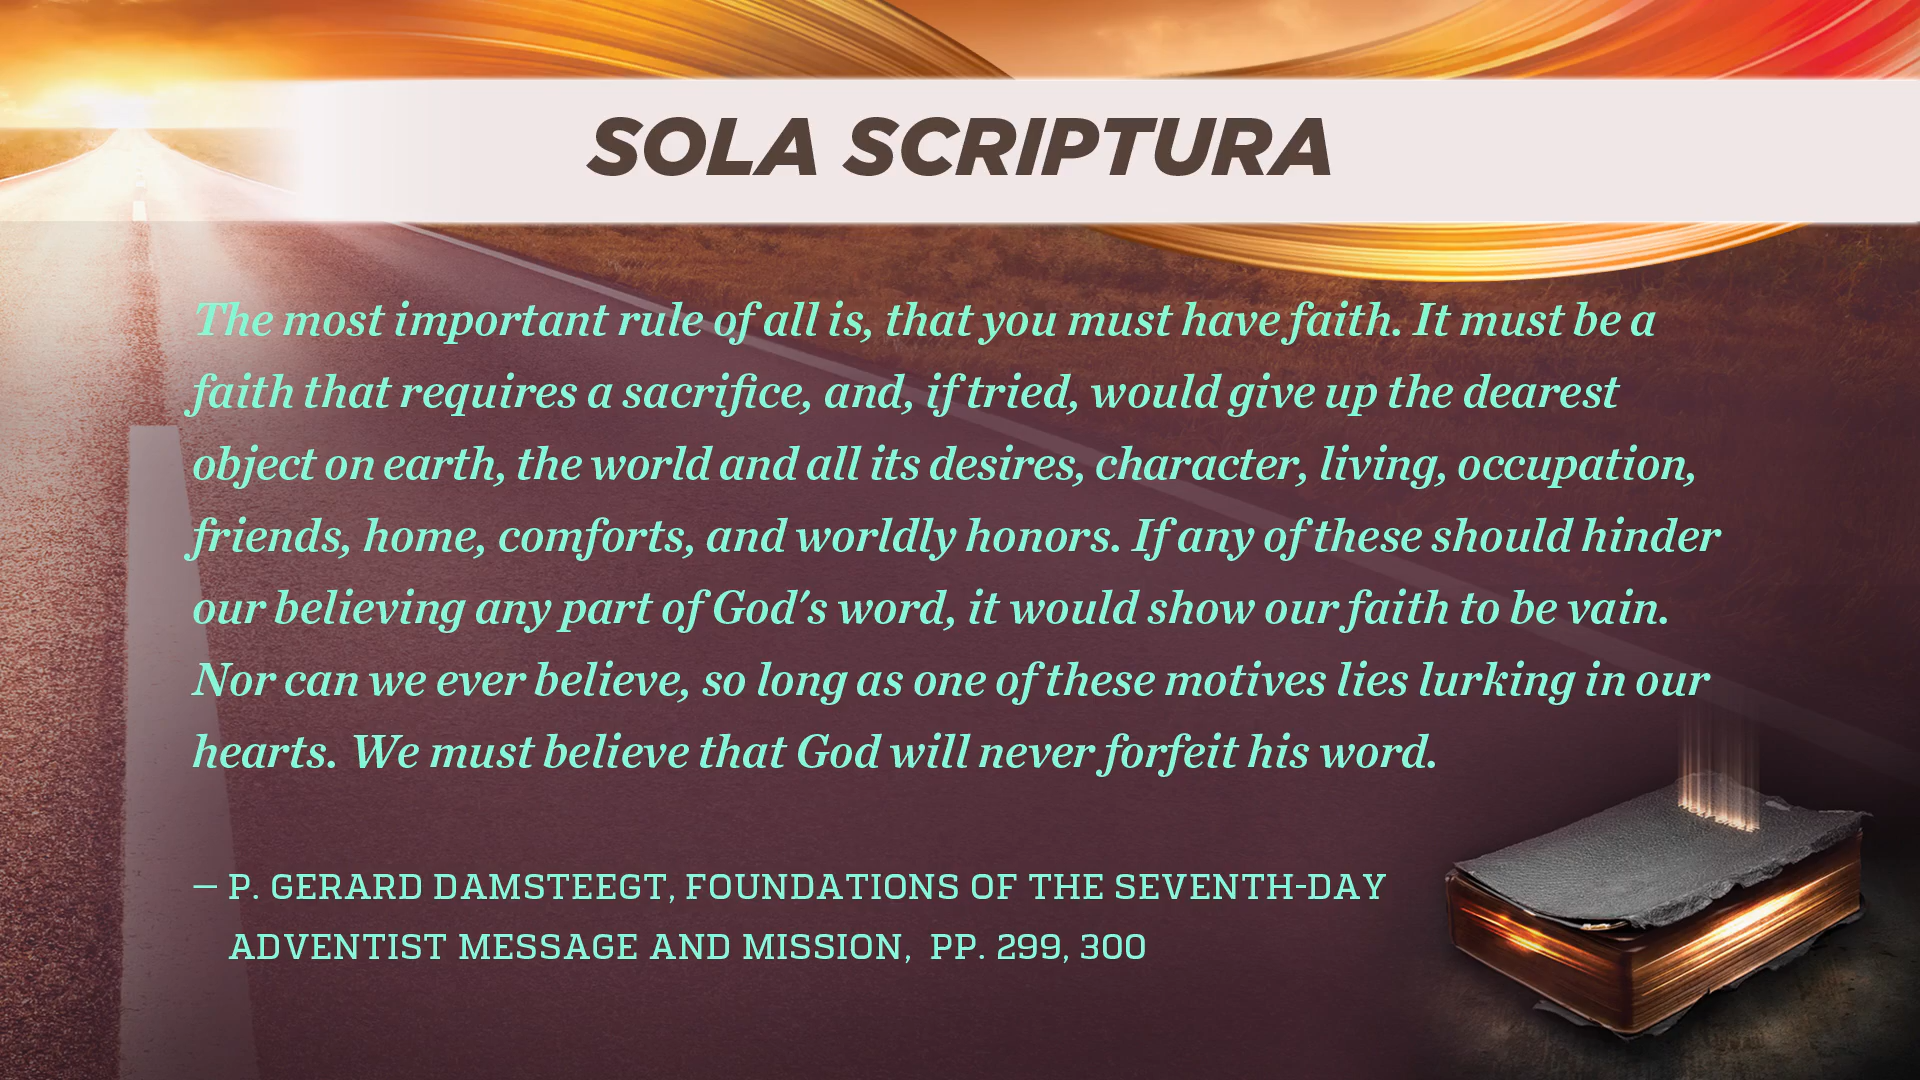 SOLA SCRIPTURA
The most important rule of all is, that you must have faith. It must be a
faith that requires a sacrifice, and, if tried, would give up the dearest
object on earth, the world and all its desires, character, living, occupation,
friends, home, comforts, and worldly honors. If any of these should hinder
our believing any part of God's word, it would show our faith to be vain.
Nor can we ever believe, so long as one of these motives lies lurking in our
hearts. We must believe that God will never forfeit his word.
– P. GERARD DAMSTEEGT, FOUNDATIONS OF THE SEVENTH-DAY
ADVENTIST MESSAGE AND MISSION, PP. 299, 300